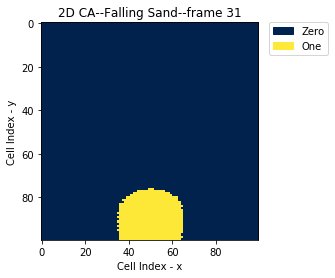 2D CA--Falling Sand--frame 31
Zero
One
0
20
40
60
80
Cell Index - y
0
20
40
60
80
Cell Index - x